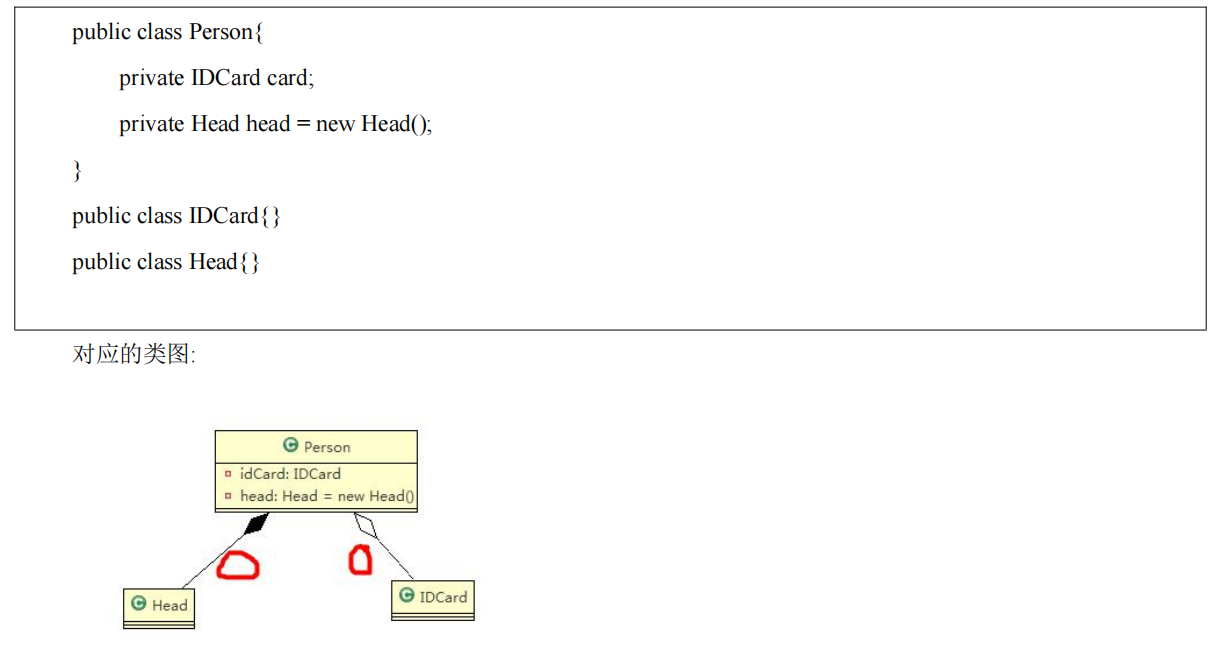 public class Person{
private IDCard card;
private Head head = new Head();
}
public class IDCard{}
public class Head{}
对应的类图:
C Person
idCard: IDCard
head: Head = new Head()
C Head
C IDCard